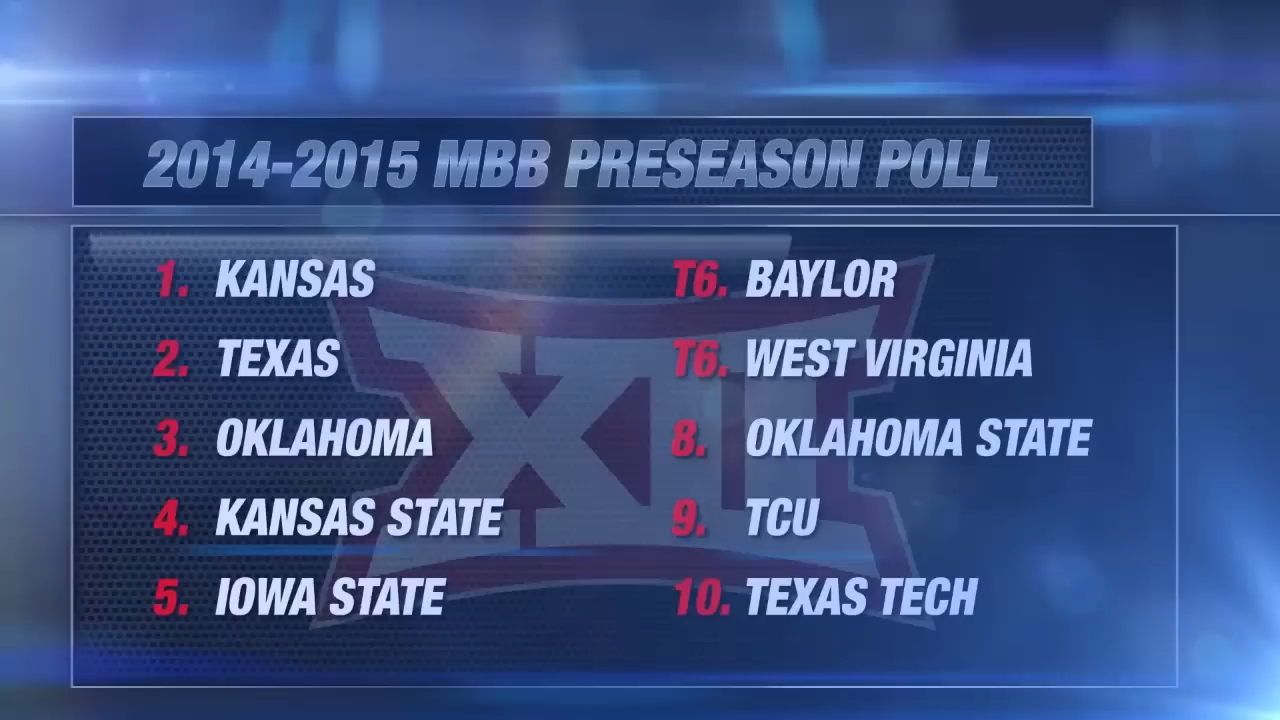 2014-2015 MBB PRESEASON POLL
1. KANSAS
2. TEXAS
3. OKLAHOMA
4. KANSAS STATE
5. IOWA STATE
T6. BAYLOR
T6. WEST VIRGINIA
8. OKLAHOMA STATE
9. TCU
10. TEXAS TECH
XII